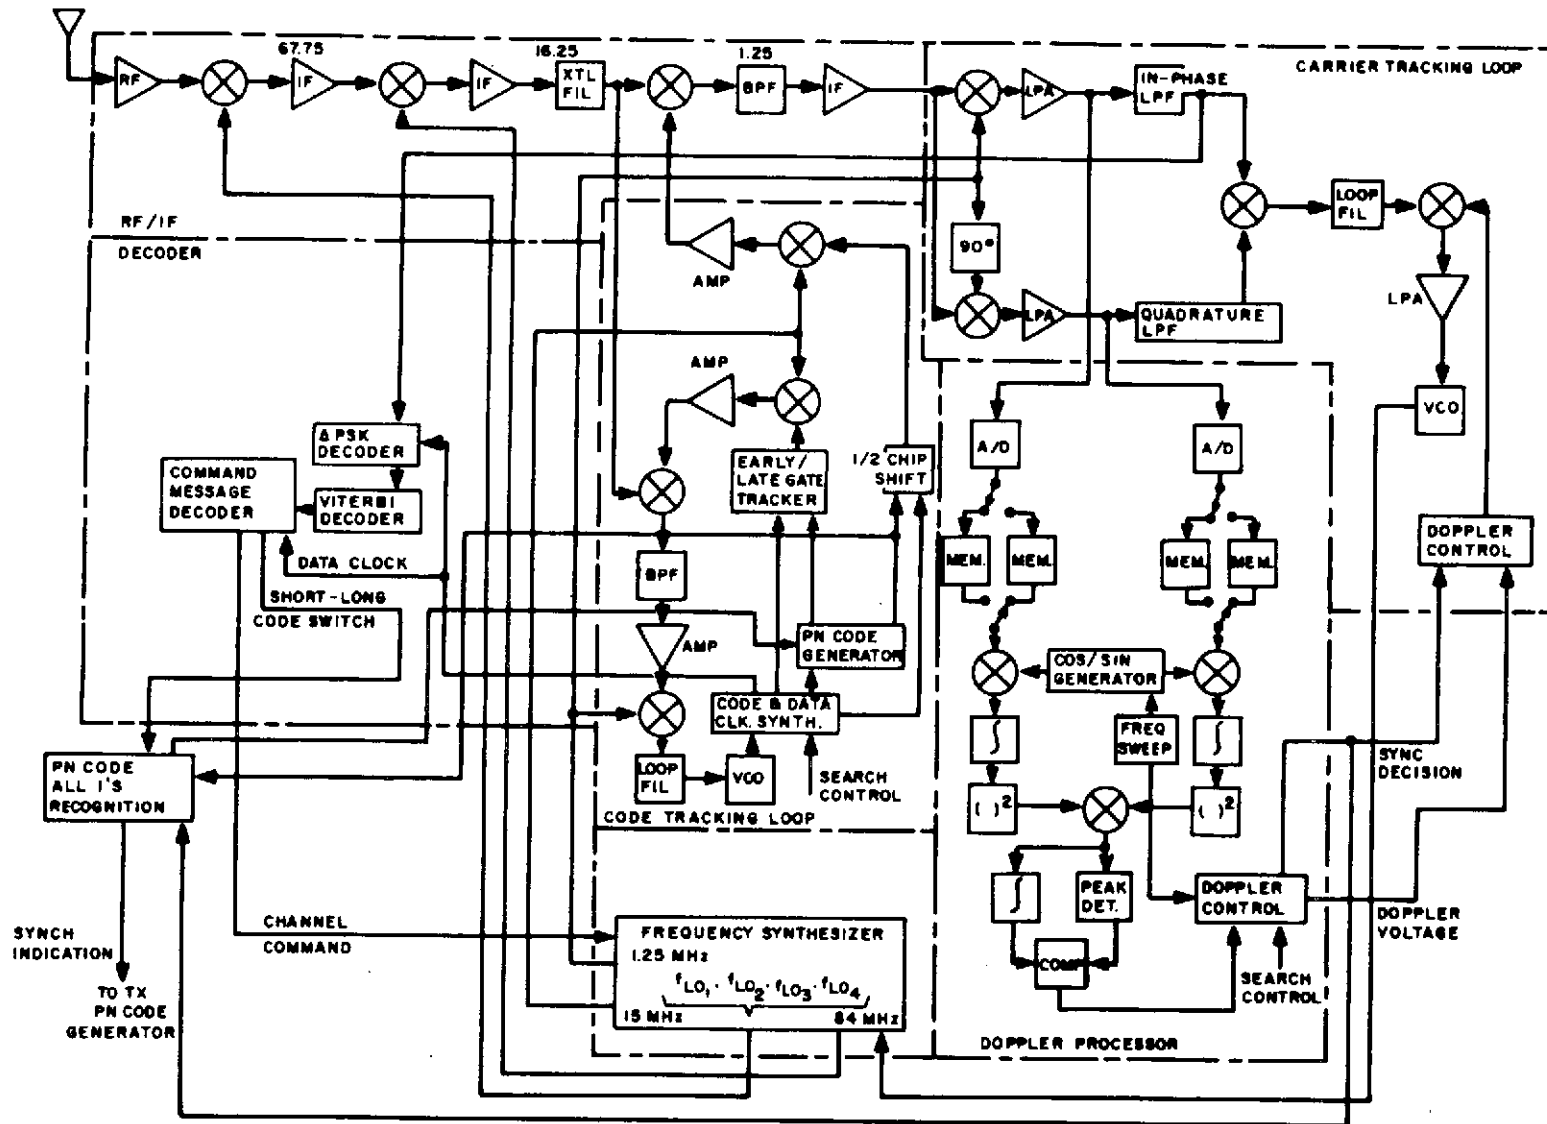 67.75
16.25
1.25
CARRIER TRACKING LOOP
RF
IF
IF
XTL
FIL
BPF
IF
LPA
IN-PHASE
LPF
RF/IF
DECODER
AMP
90°
LOOP
FIL
LPA
LPA
QUADRATURE
LPF
AMP
VCO
Δ PSK
DECODER
COMMAND
MESSAGE
DECODER
VITERBI
DECODER
EARLY/
LATE GATE
TRACKER
1/2 CHIP
SHIFT
A/D
A/D
DATA CLOCK
BPF
MEM.
MEM.
MEM.
MEM.
DOPPLER
CONTROL
SHORT-LONG
CODE SWITCH
AMP
PN CODE
GENERATOR
COS/SIN
GENERATOR
CODE & DATA
CLK. SYNTH.
∫
FREQ
SWEEP
∫
PN CODE
ALL 1'S
RECOGNITION
LOOP
FIL
VCO
SEARCH
CONTROL
SYNC
DECISION
CODE TRACKING LOOP
( )²
( )²
∫
PEAK
DET.
DOPPLER
CONTROL
DOPPLER
VOLTAGE
SYNCH
INDICATION
CHANNEL
COMMAND
FREQUENCY SYNTHESIZER
1.25 MHz
fLO1, fLO2, fLO3, fLO4
15 MHz
84 MHz
COMP
SEARCH
CONTROL
TO TX
PN CODE
GENERATOR
DOPPLER PROCESSOR